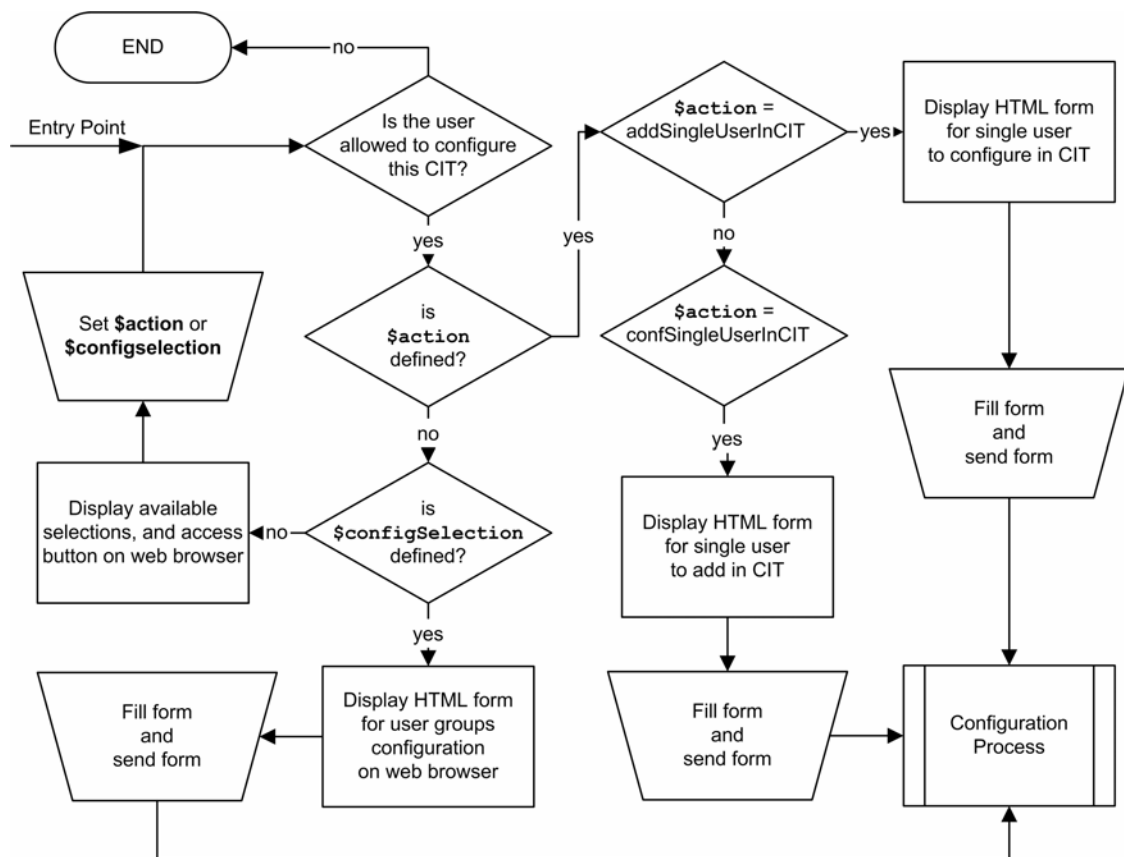 END
no
Entry Point
Is the user
allowed to configure
this CIT?
$action =
addSingleUserInCIT
yes
Display HTML form
for single user
to configure in CIT
yes
yes
no
Set $action or
$configselection
is
$action
defined?
$action =
confSingleUserInCIT
Fill form
and
send form
no
yes
Display available
selections, and access
button on web browser
no
is
$configSelection
defined?
Display HTML form
for single user
to add in CIT
yes
Fill form
and
send form
Display HTML form
for user groups
configuration
on web browser
Fill form
and
send form
Configuration
Process